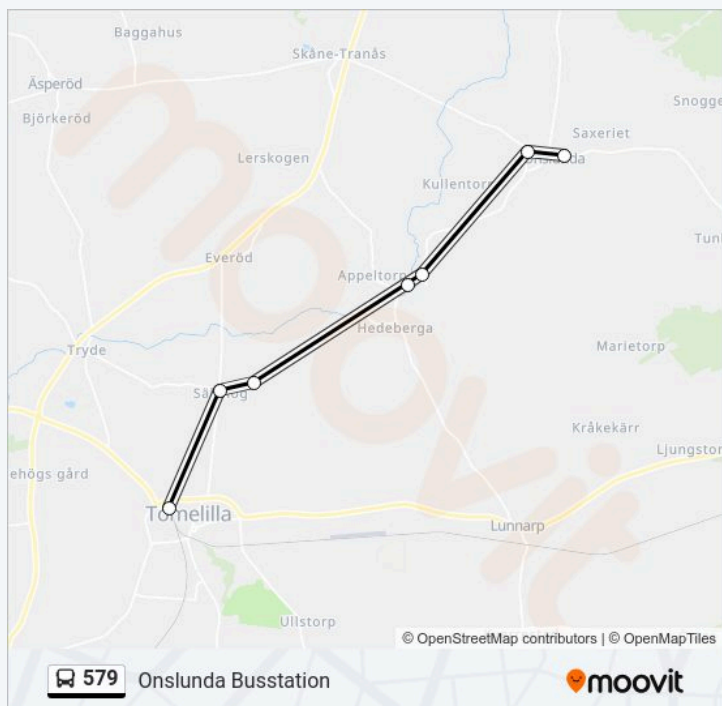 Baggahus
Skåne-Tranås
Äsperöd
Björkeröd
Snogge
Saxeriet
Lerskogen
Kullentorp
Tun
Everöd
Appeltorp
Hedeberga
Tryde
Marietorp
Kråkekärr
Ljungstor
ehögs gård
Tomelilla
Lunnarp
Ullstorp
moovit
© OpenStreetMap contributors | © OpenMapTiles
579 Onslunda Busstation
moovit